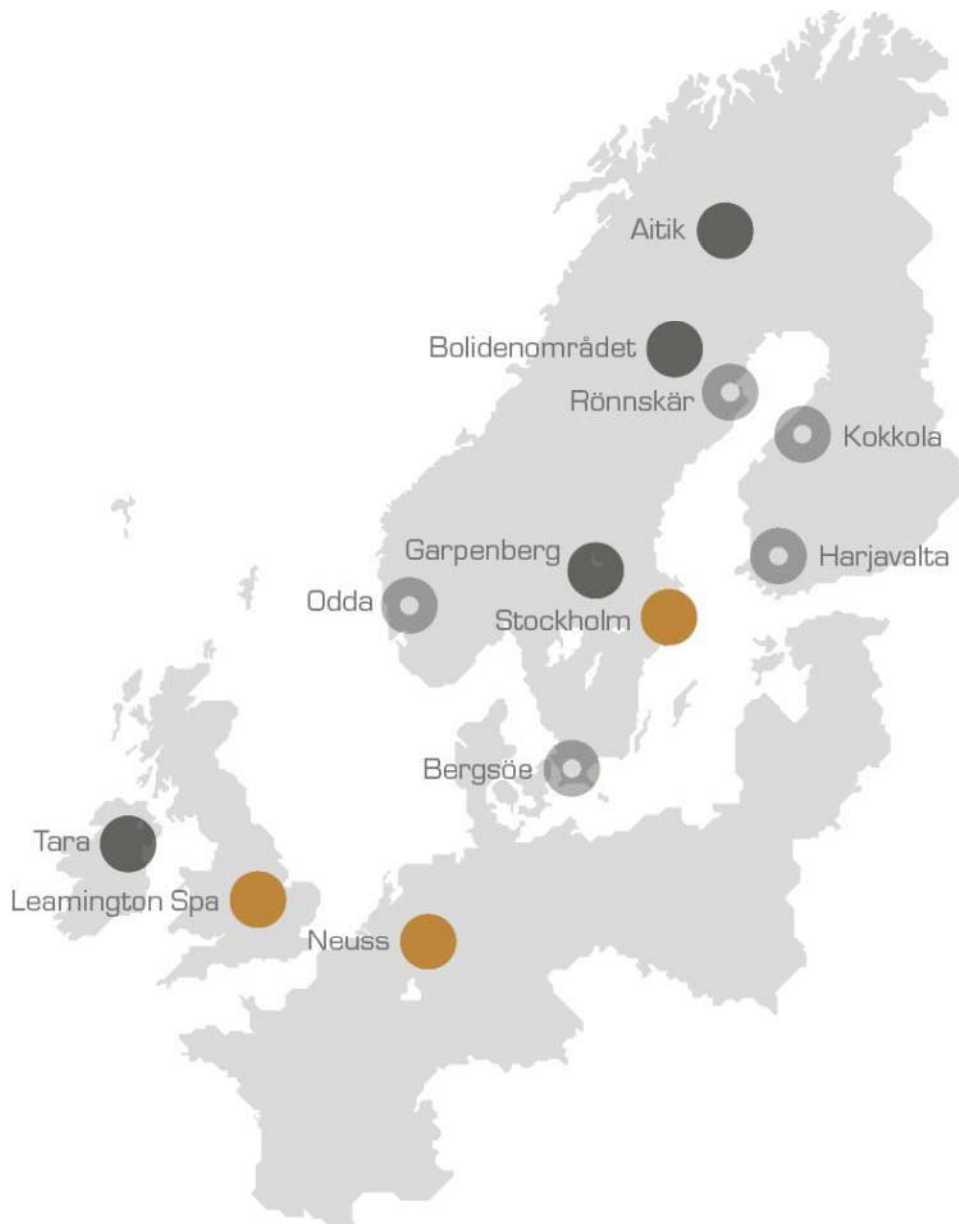 Aitik
Bolidenområdet
Rönnskär
Kokkola
Garpenberg
Harjavalta
Odda
Stockholm
Bergsöe
Tara
Leamington Spa
Neuss